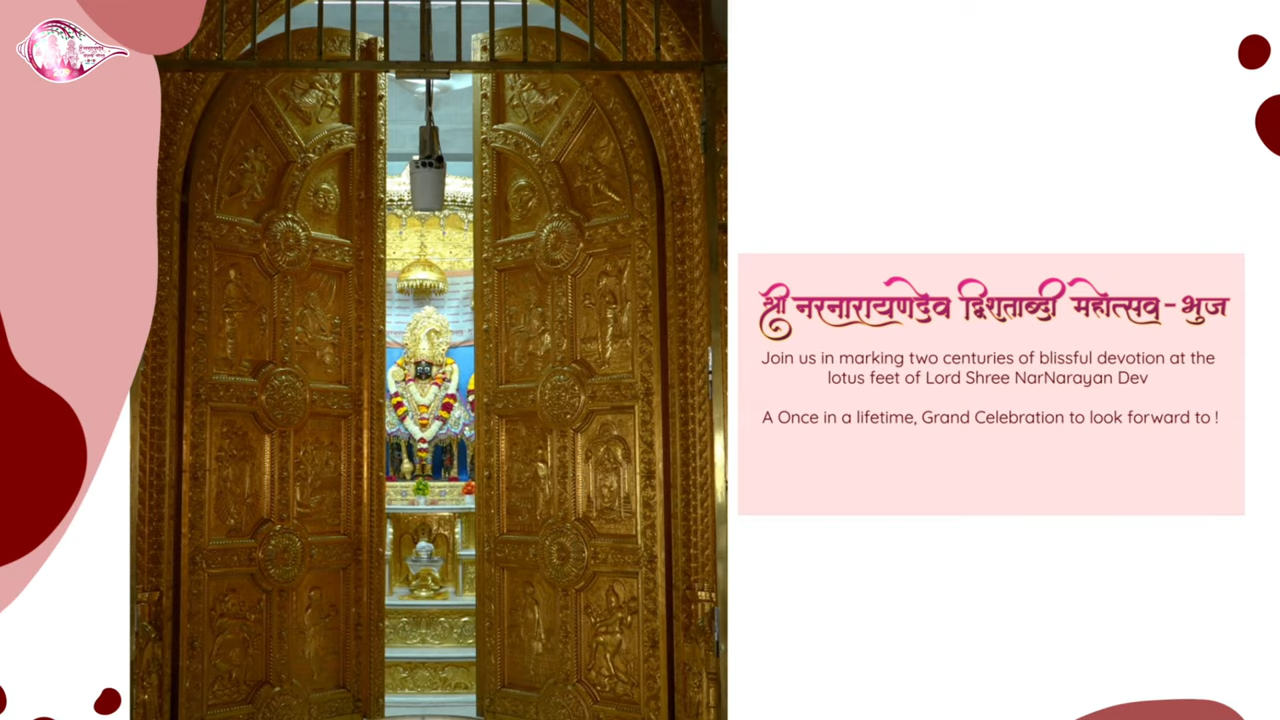 श्री नरनारायणदेव द्विशताब्दी महोत्सव - भुज
Join us in marking two centuries of blissful devotion at the
lotus feet of Lord Shree NarNarayan Dev
A Once in a lifetime, Grand Celebration to look forward to !